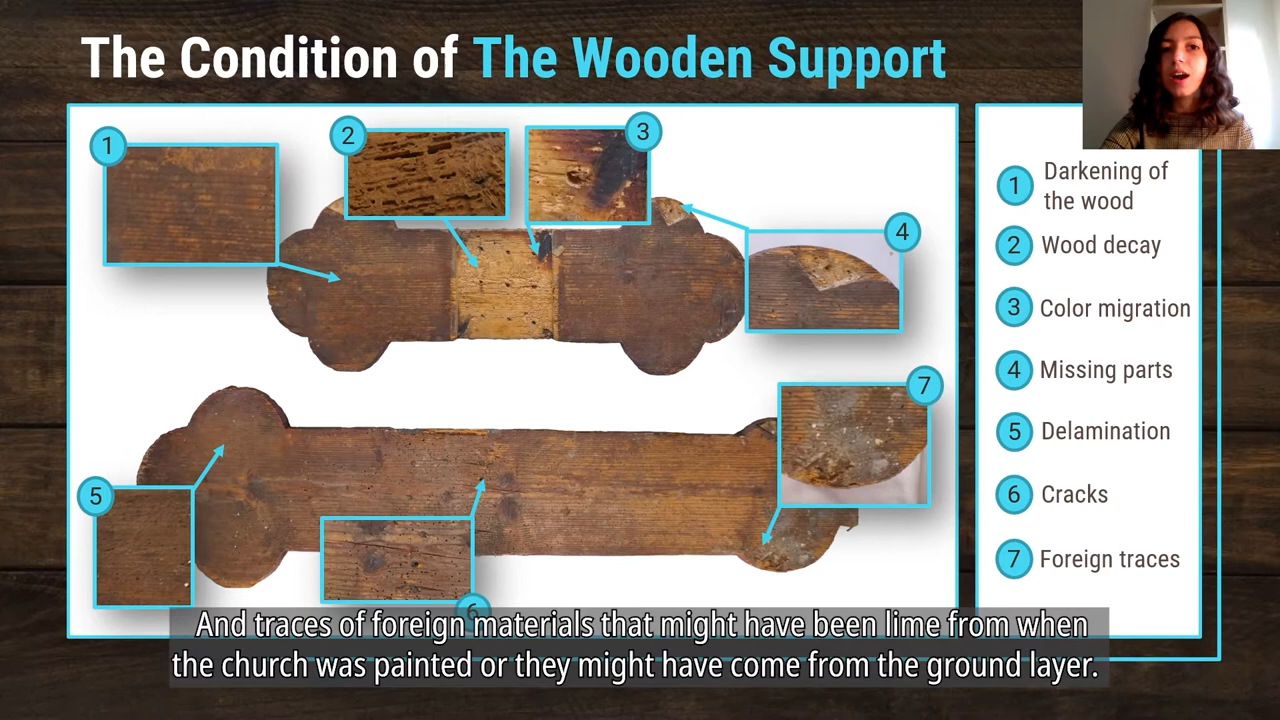 The Condition of The Wooden Support
1
2
3
4
5
6
7
1 Darkening of
the wood
2 Wood decay
3 Color migration
4 Missing parts
5 Delamination
6 Cracks
7 Foreign traces
And traces of foreign materials that might have been lime from when
the church was painted or they might have come from the ground layer.